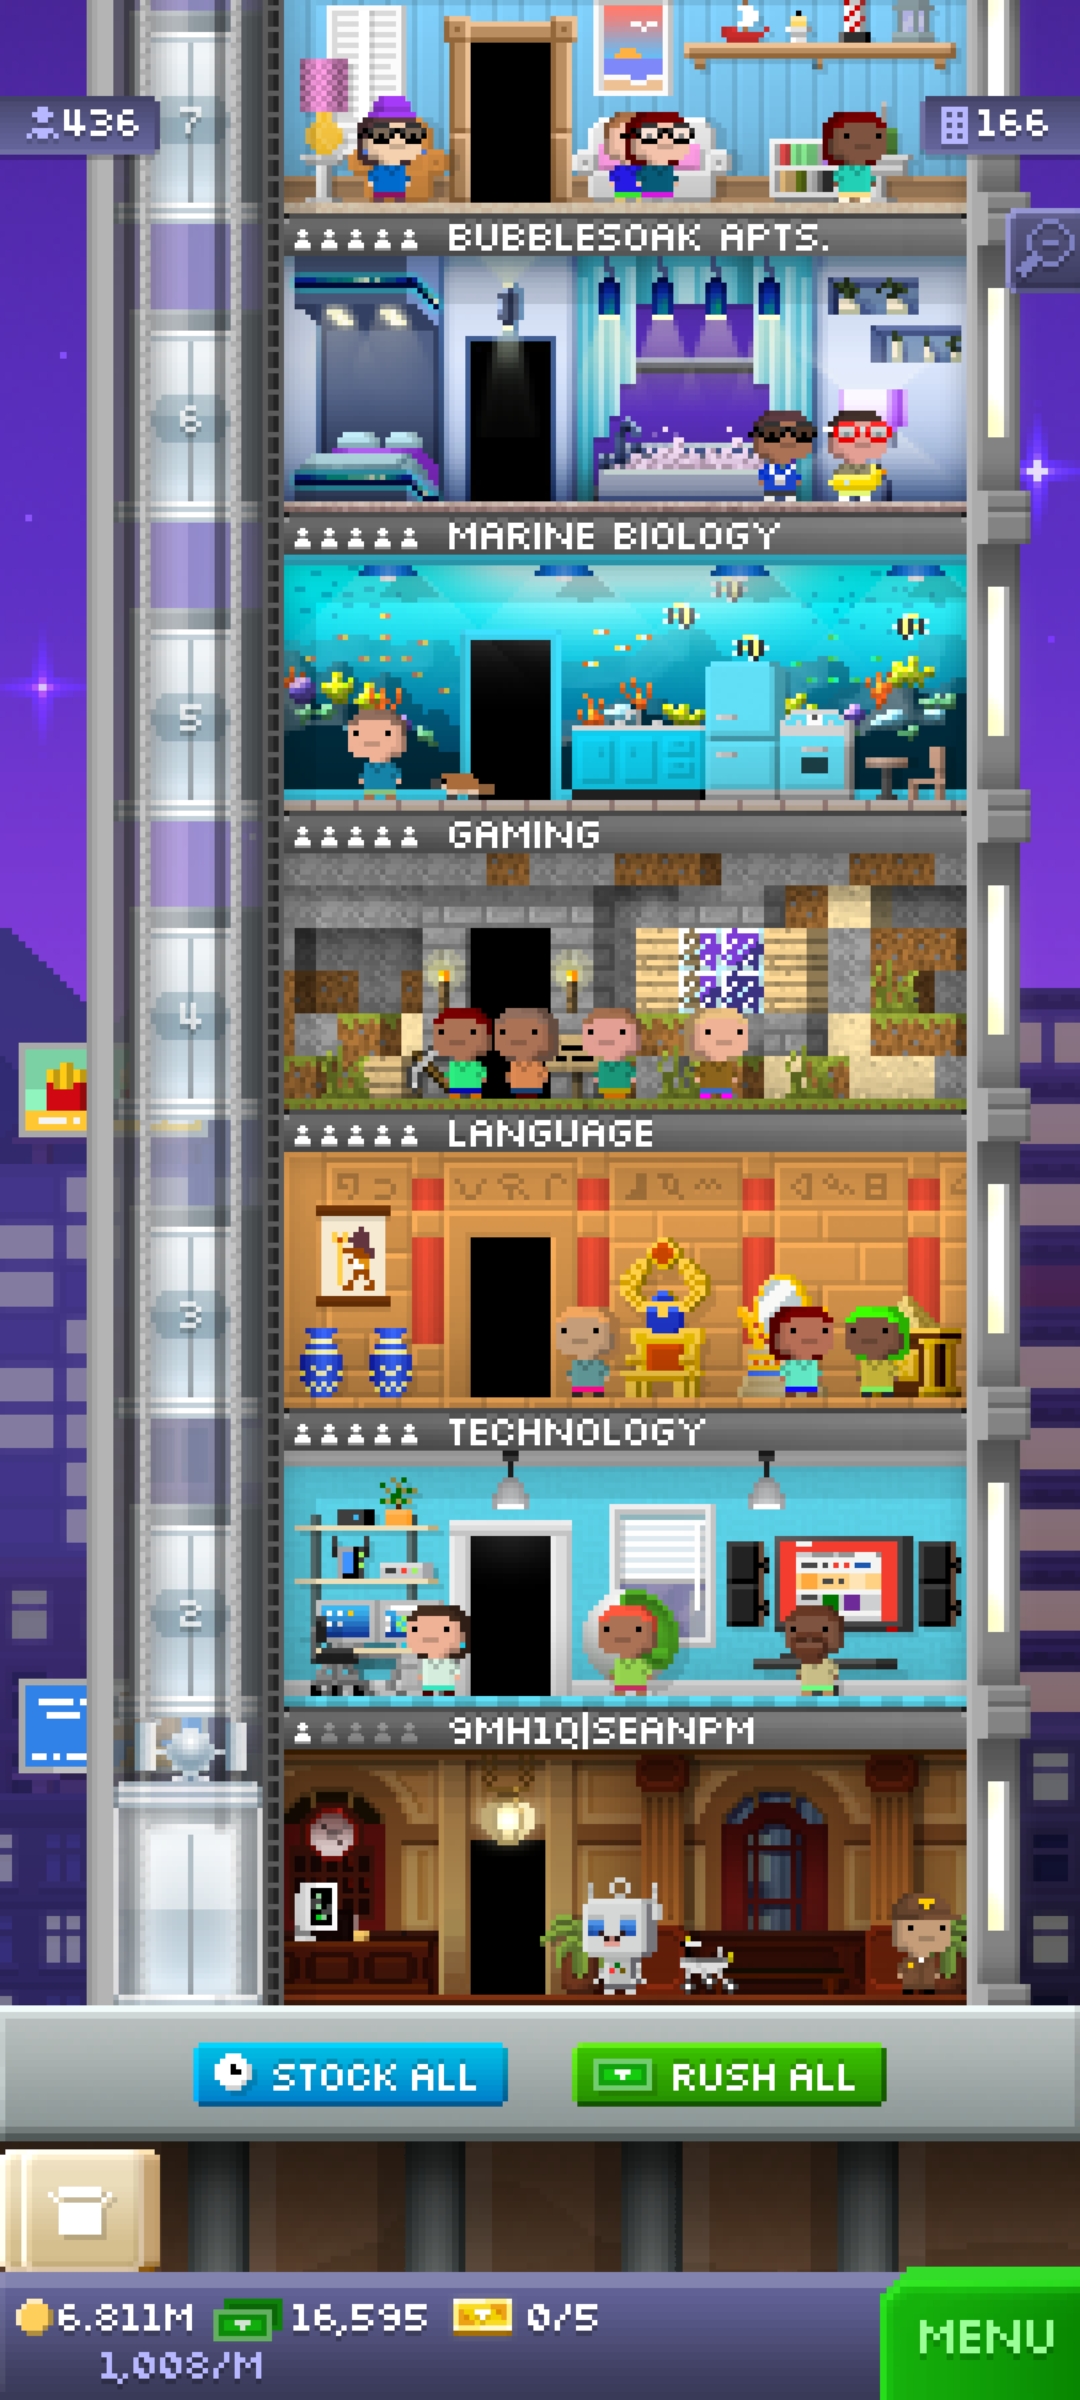 436
7
166
BUBBLESOAK APTS.
6
MARINE BIOLOGY
5
GAMING
4
LANGUAGE
3
TECHNOLOGY
2
9MH1Q|SEANPM
STOCK ALL
RUSH ALL
6.811M
16,595
0/5
1,008/M
MENU